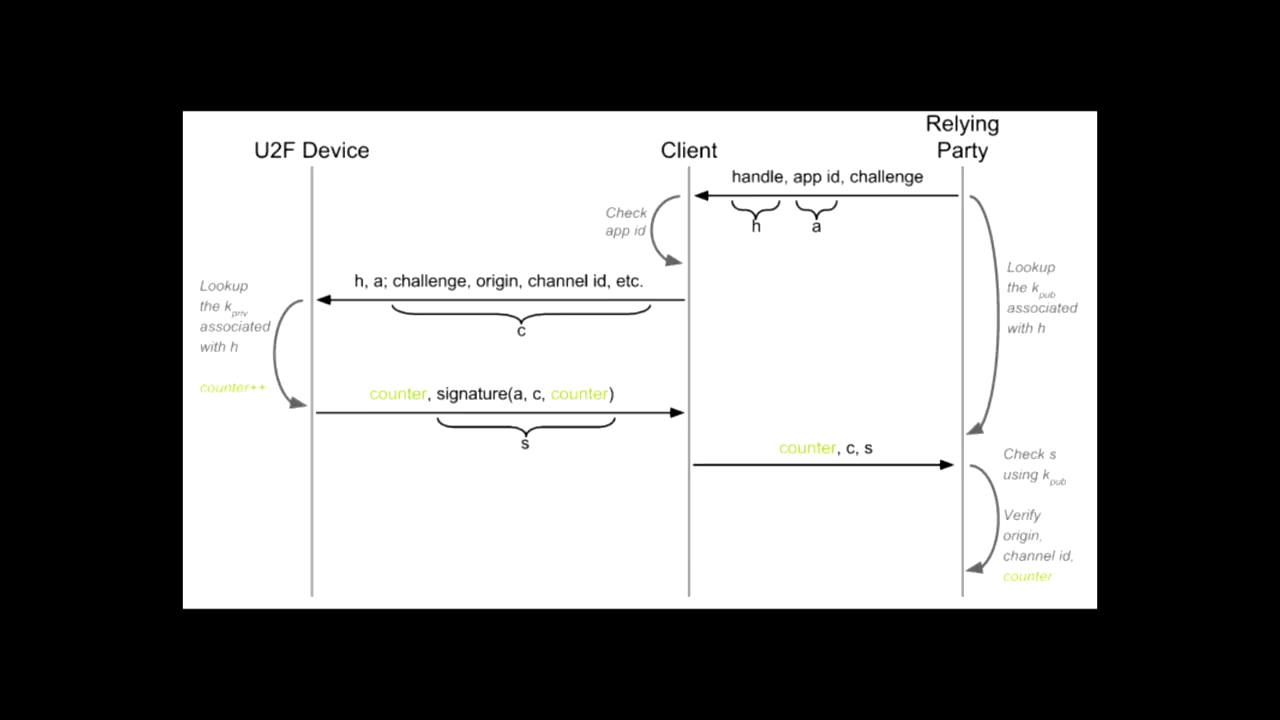 Relying
Party
U2F Device
Client
handle, app id, challenge
h
a
Check
app id
h, a; challenge, origin, channel id, etc.
c
Lookup
the kpriv
associated
with h
counter++
Lookup
the kpub
associated
with h
counter, signature(a, c, counter)
s
counter, c, s
Check s
using kpub
Verify
origin,
channel id,
counter